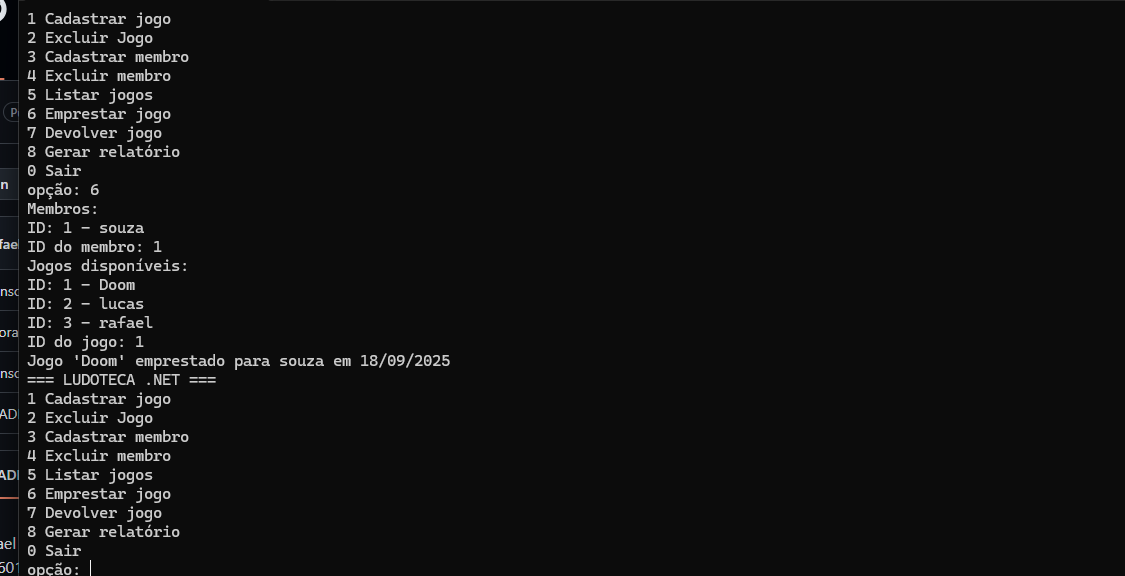 1 Cadastrar jogo
2 Excluir Jogo
3 Cadastrar membro
4 Excluir membro
5 Listar jogos
6 Emprestar jogo
7 Devolver jogo
8 Gerar relatório
0 Sair
opção: 6
Membros:
ID: 1 - souza
ID do membro: 1
Jogos disponíveis:
ID: 1 - Doom
ID: 2 - lucas
ID: 3 - rafael
ID do jogo: 1
Jogo 'Doom' emprestado para souza em 18/09/2025
=== LUDOTECA .NET ===
1 Cadastrar jogo
2 Excluir Jogo
3 Cadastrar membro
4 Excluir membro
5 Listar jogos
6 Emprestar jogo
7 Devolver jogo
8 Gerar relatório
0 Sair
opção: